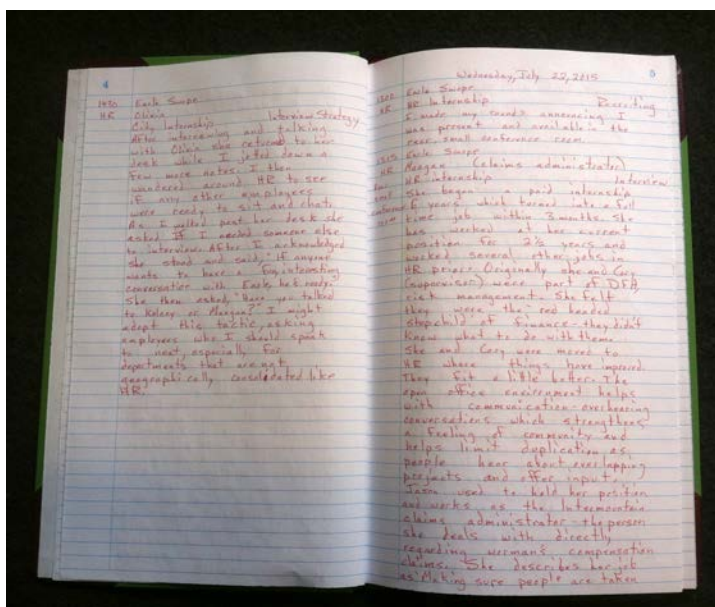 4
1430 Earle Swope
HR Olivia
City Internship Interview Strategy
After interviewing and talking
with Olivia she returned to her
desk while I joted down a
few more notes. I then
wandered around HR to see
if any other employees
were ready to sit and chat.
As I walked past her desk she
asked if I needed someone else
to interview. After I acknowledged
she stood and said, "If anyone
wants to have a fun, interesting
conversation with Earle, he's ready."
She then asked, "Have you talked
to Kelsey or Meagan?" I might
adopt this tactic, asking
employees who I should speak
to next, especially for
departments that are not
geographically consolidated like
HR.
5
Wednesday, July 22, 2015
1300 Earle Swope
HR HR Internship Recruiting
I made my rounds announcing I
was present and available in the
rear, small conference room.
1315 Earle Swope
HR Meagan (claims administrator)
HR internship Interview
small She began a paid internship
conference 6 years, which turned into a full
room time job within 3 months. She
has worked at her current
position for 2 1/2 years and
worked several other jobs in
HR prior. Originally she and Cory
(supervisor) were part of DFA,
risk management. She felt
they were the red headed
stepchild of finance - they didn't
know what to do with them.
She and Cory were moved to
HR where things have improved.
They fit a little better. The
open office environment helps
with communication - overhearing
conversations which strengthens
a feeling of community and
helps limit duplication as
people hear about overlapping
projects and offer input.
Jason used to hold her position
and works as the Intermountain
claims administrator - the person
she deals with directly
regarding worman's compensation
claims. She describes her job
as "Making sure people are taken